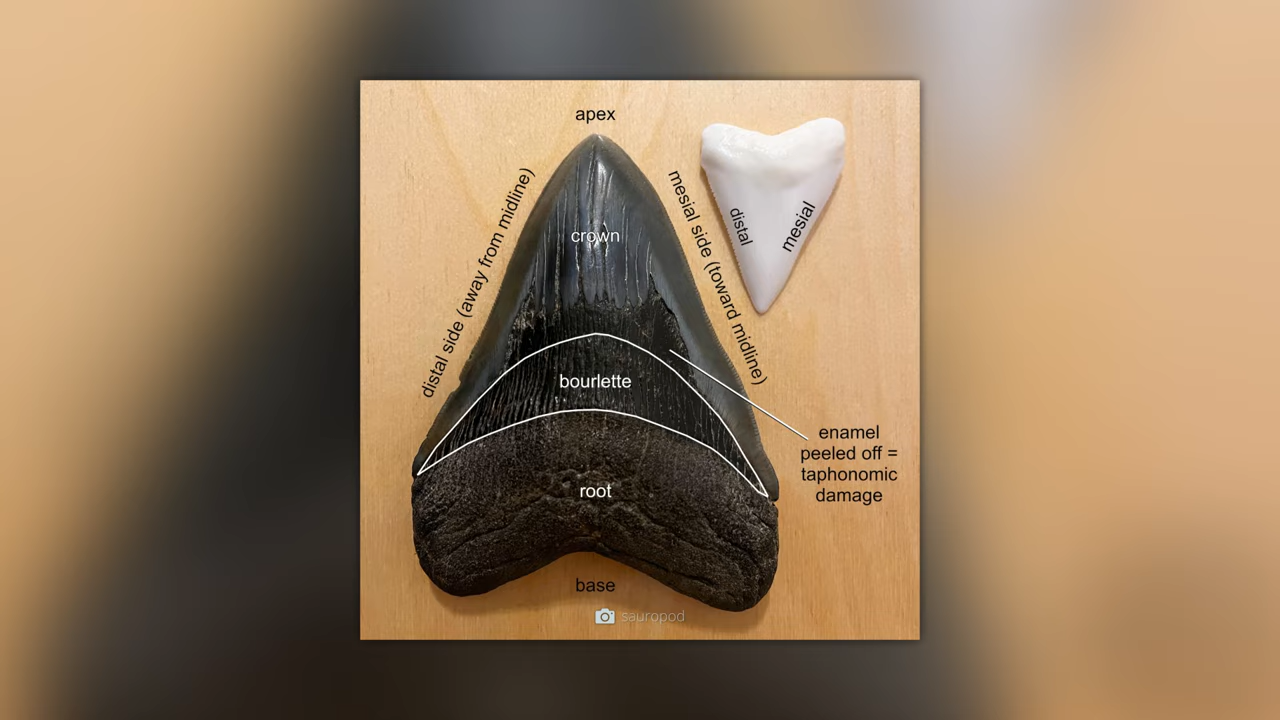 apex
distal side (away from midline)
mesial side (toward midline)
distal
mesial
crown
bourlette
enamel
peeled off =
taphonomic
damage
root
base
sauropod